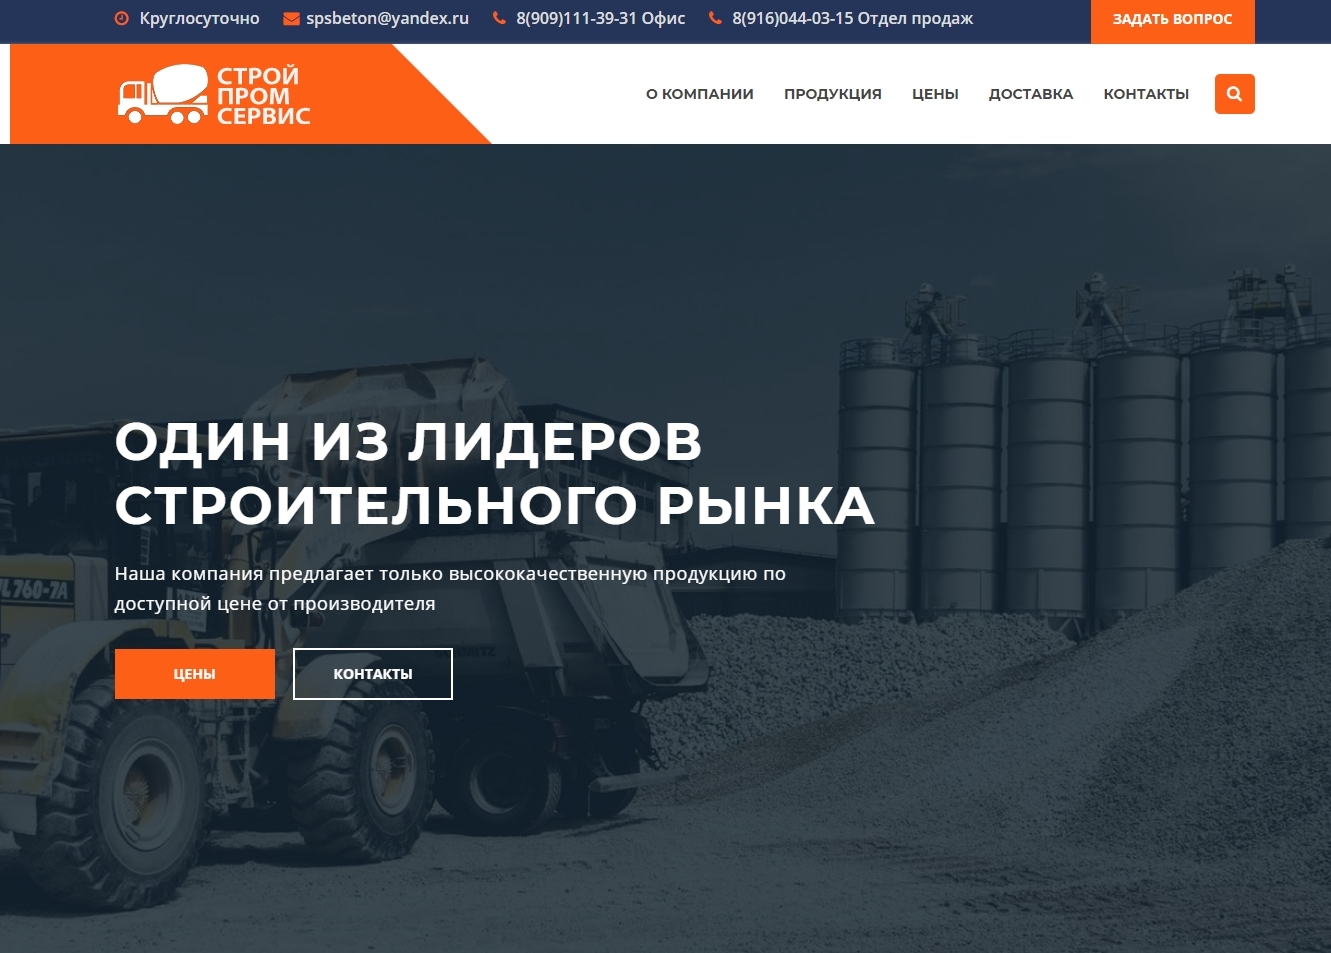 Круглосуточно spsbeton@yandex.ru 8(909)111-39-31 Офис 8(916)044-03-15 Отдел продаж ЗАДАТЬ ВОПРОС
СТРОЙ
ПРОМ
СЕРВИС
О КОМПАНИИ ПРОДУКЦИЯ ЦЕНЫ ДОСТАВКА КОНТАКТЫ
ОДИН ИЗ ЛИДЕРОВ
СТРОИТЕЛЬНОГО РЫНКА
Наша компания предлагает только высококачественную продукцию по
доступной цене от производителя
760-7A
ЦЕНЫ КОНТАКТЫ